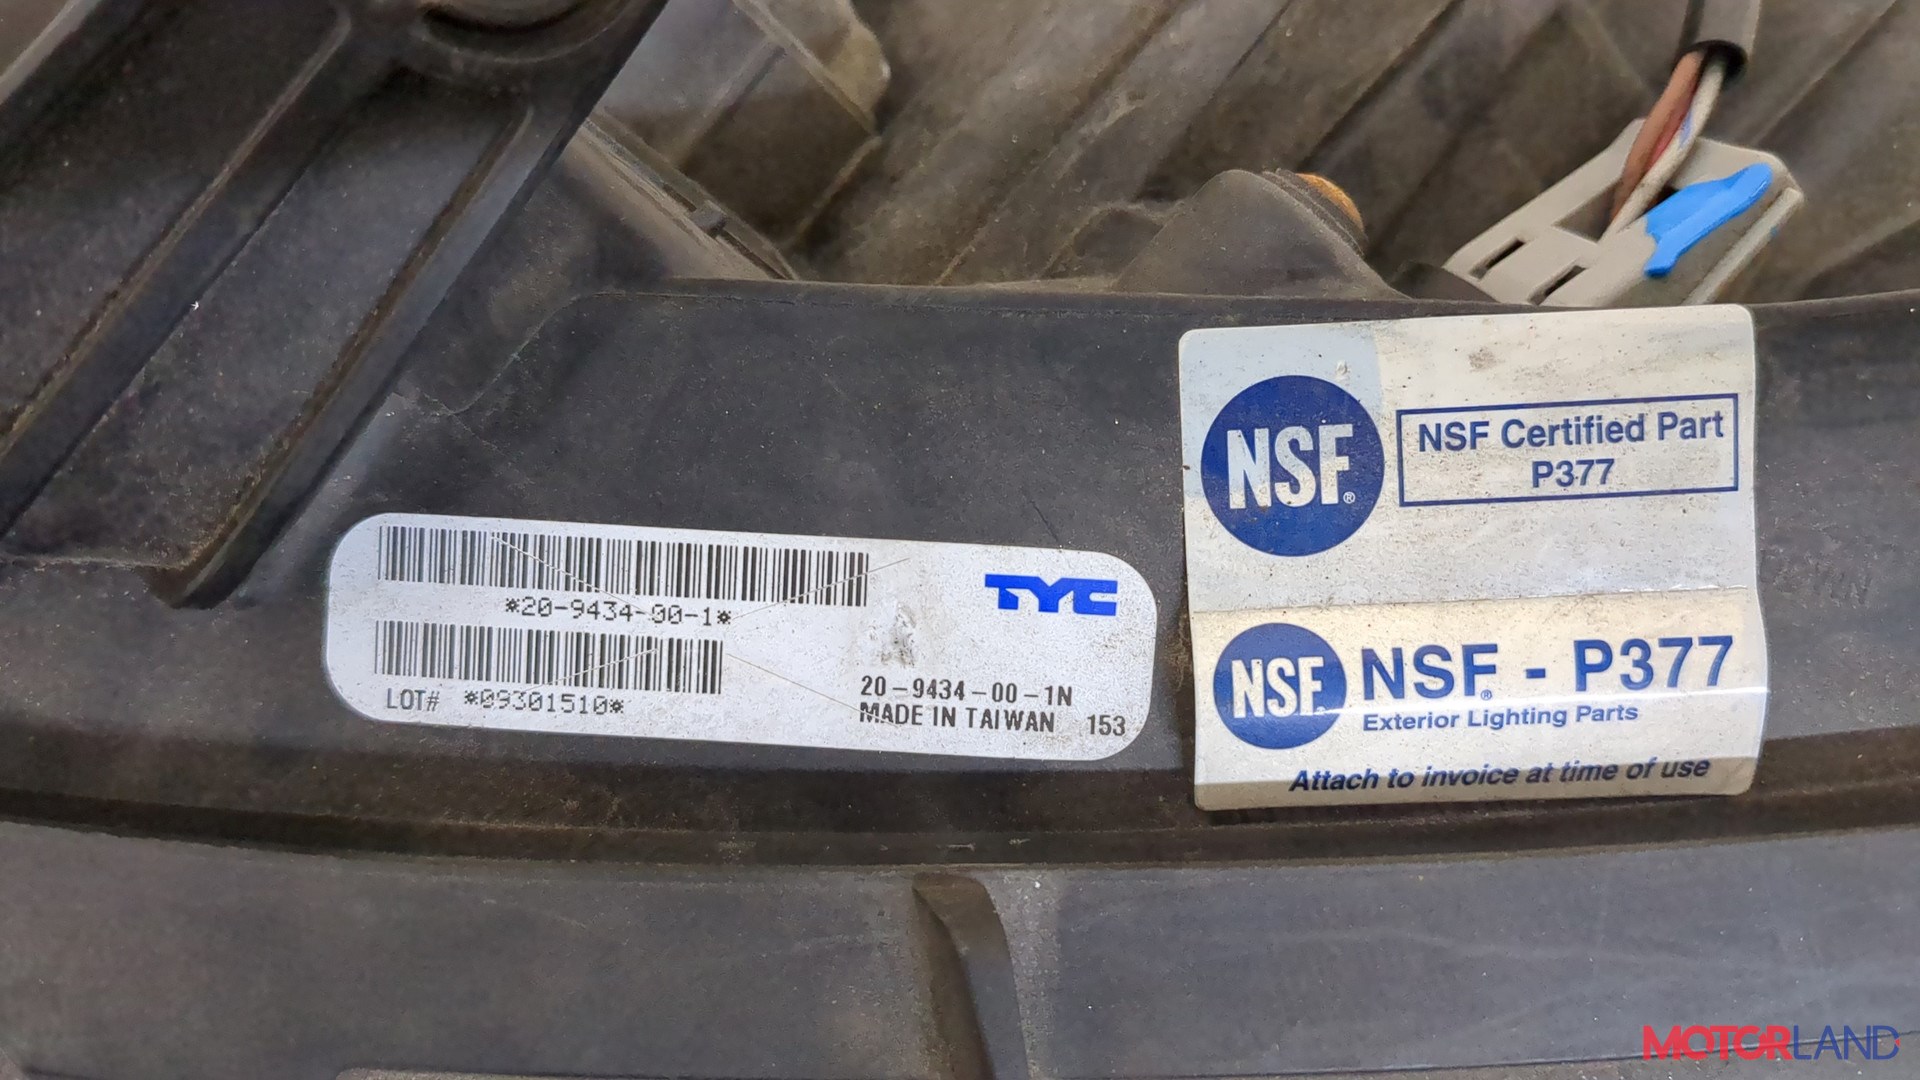 *20-9434-00-1*
LOT# *09301510*
TYC
20-9434-00-1N
MADE IN TAIWAN 153
NSF®
NSF Certified Part
P377
NSF
NSF® - P377
Exterior Lighting Parts
Attach to invoice at time of use
MOTORLAND